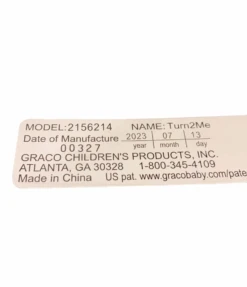 MODEL:2156214 NAME: Turn2Me
Date of Manufacture 2023 07 13
00327 year month day
GRACO CHILDREN'S PRODUCTS, INC.
ATLANTA, GA 30328 1-800-345-4109
Made in China US pat. www.gracobaby.com/pate